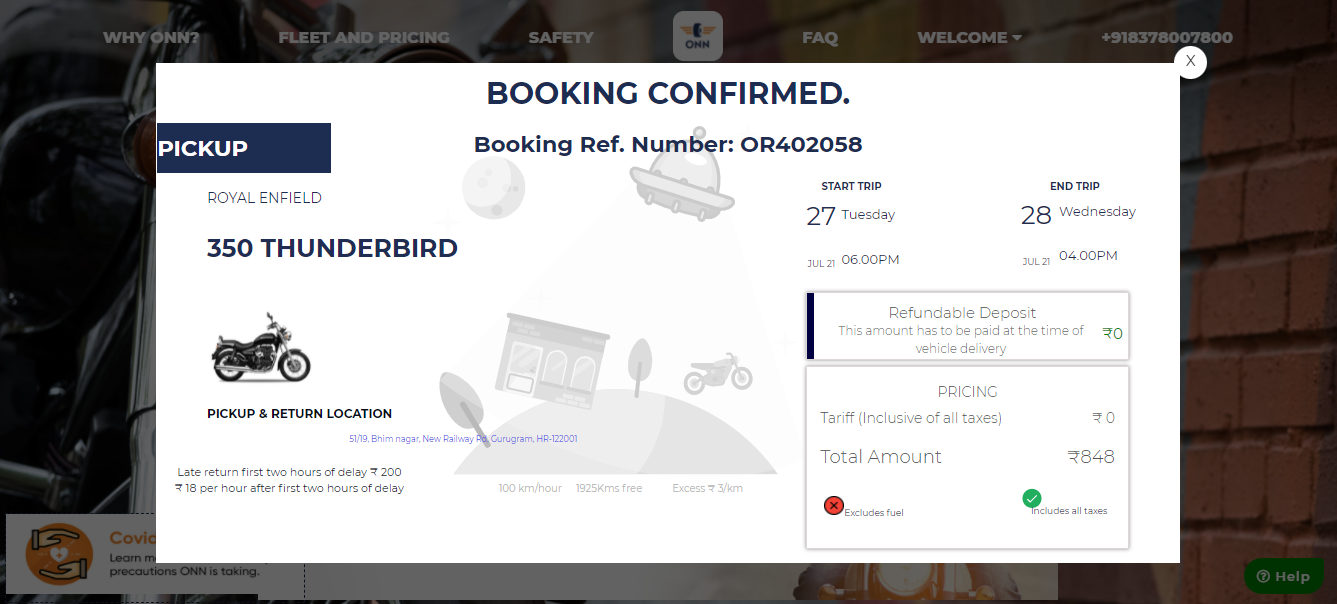 WHY ONN?
FLEET AND PRICING
SAFETY
ONN
FAQ
WELCOME
+918378007800
X
BOOKING CONFIRMED.
Booking Ref. Number: OR402058
PICKUP
ROYAL ENFIELD
350 THUNDERBIRD
START TRIP
27 Tuesday
JUL 21 06.00PM
END TRIP
28 Wednesday
JUL 21 04.00PM
Refundable Deposit
This amount has to be paid at the time of
vehicle delivery
₹0
PRICING
Tariff (Inclusive of all taxes) ₹ 0
Total Amount ₹848
Excludes fuel
Includes all taxes
PICKUP & RETURN LOCATION
51/19, Bhim nagar, New Railway Rd, Gurugram, HR-122001
Late return first two hours of delay ₹ 200
₹ 18 per hour after first two hours of delay
100 km/hour 1925Kms free Excess ₹ 3/km
Covid
Learn m
precautions ONN is taking.
Help